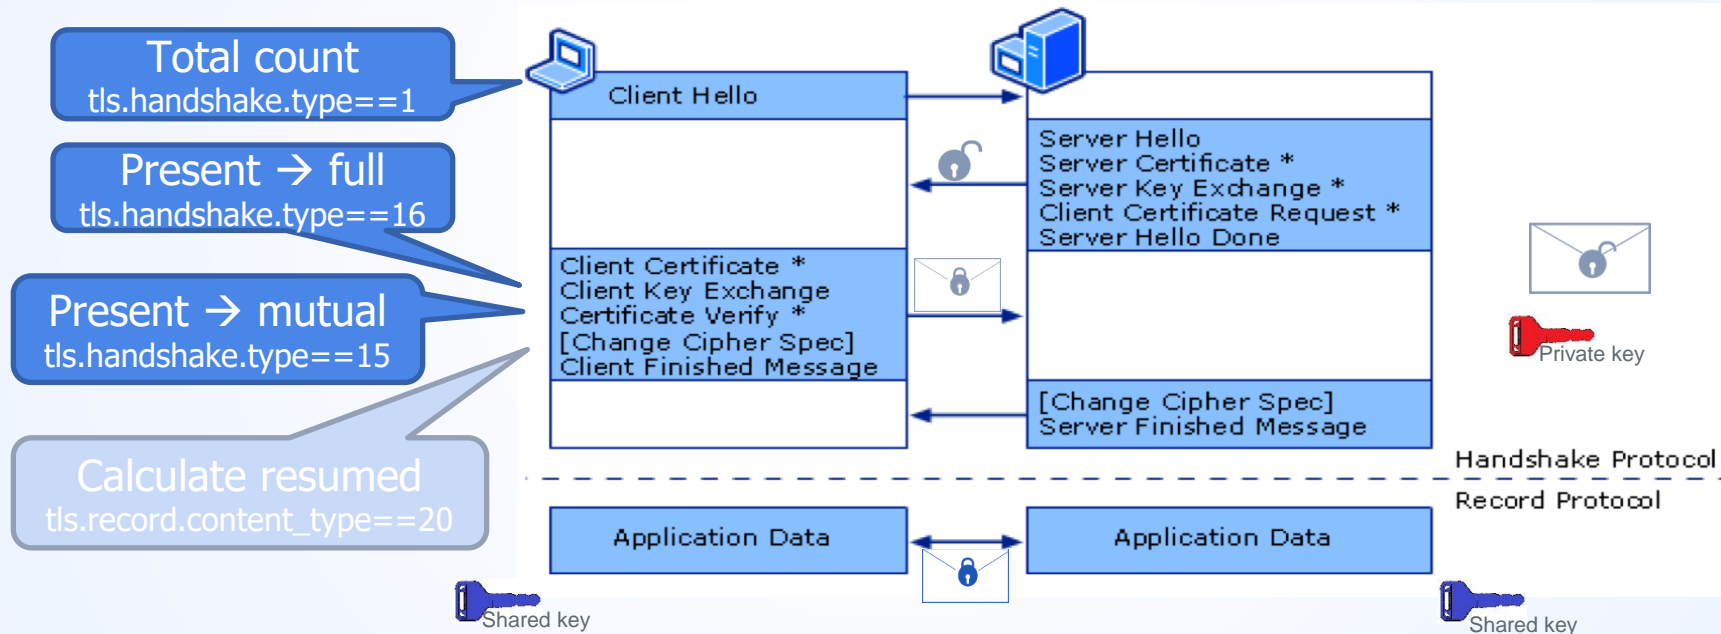 Total count
tls.handshake.type==1
Present → full
tls.handshake.type==16
Present → mutual
tls.handshake.type==15
Calculate resumed
tls.record.content_type==20
Client Hello
Server Hello
Server Certificate *
Server Key Exchange *
Client Certificate Request *
Server Hello Done
Client Certificate *
Client Key Exchange
Certificate Verify *
[Change Cipher Spec]
Client Finished Message
[Change Cipher Spec]
Server Finished Message
Private key
Handshake Protocol
Record Protocol
Application Data
Application Data
Shared key
Shared key